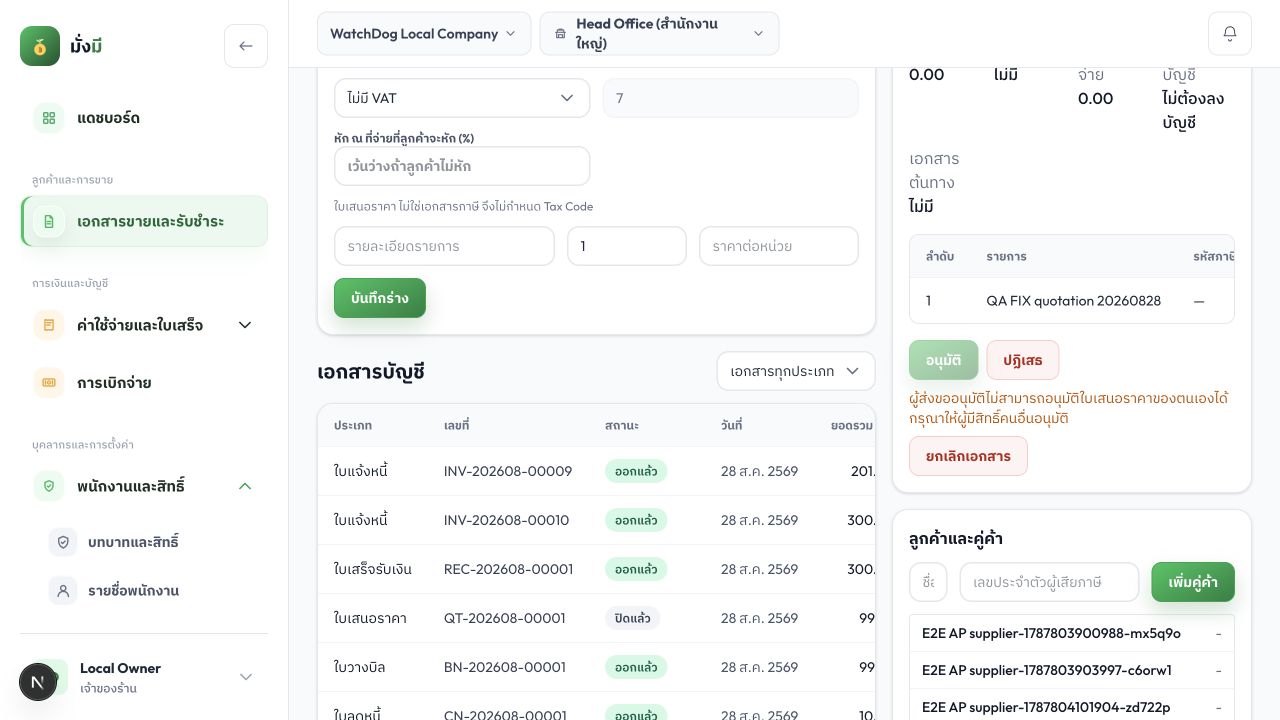 มั่งมี
WatchDog Local Company
Head Office (สำนักงาน
ใหญ่)
แดชบอร์ด
ลูกค้าและการขาย
เอกสารขายและรับชำระ
การเงินและบัญชี
ค่าใช้จ่ายและใบเสร็จ
การเบิกจ่าย
บุคลากรและการตั้งค่า
พนักงานและสิทธิ์
บทบาทและสิทธิ์
รายชื่อพนักงาน
N
Local Owner
เจ้าของร้าน
ไม่มี VAT
7
หัก ณ ที่จ่ายที่ลูกค้าจะหัก (%)
เว้นว่างถ้าลูกค้าไม่หัก
ใบเสนอราคา ไม่ใช่เอกสารภาษี จึงไม่กำหนด Tax Code
รายละเอียดรายการ
1
ราคาต่อหน่วย
บันทึกร่าง
เอกสารบัญชี
เอกสารทุกประเภท
ประเภท เลขที่ สถานะ วันที่ ยอดรวม
ใบแจ้งหนี้ INV-202608-00009 ออกแล้ว 28 ส.ค. 2569 201.
ใบแจ้งหนี้ INV-202608-00010 ออกแล้ว 28 ส.ค. 2569 300.
ใบเสร็จรับเงิน REC-202608-00001 ออกแล้ว 28 ส.ค. 2569 300.
ใบเสนอราคา QT-202608-00001 ปิดแล้ว 28 ส.ค. 2569 99
ใบวางบิล BN-202608-00001 ออกแล้ว 28 ส.ค. 2569 99
ใบลดหนี้ CN-202608-00001 ออกแล้ว 28 ส.ค. 2569 10.
0.00
ไม่มี
จ่าย
0.00
บัญชี
ไม่ต้องลง
บัญชี
เอกสาร
ต้นทาง
ไม่มี
ลำดับ รายการ รหัสภาษี
1 QA FIX quotation 20260828 —
อนุมัติ
ปฏิเสธ
ผู้ส่งขออนุมัติไม่สามารถอนุมัติใบเสนอราคาของตนเองได้
กรุณาให้ผู้มีสิทธิ์คนอื่นอนุมัติ
ยกเลิกเอกสาร
ลูกค้าและคู่ค้า
ชื่อ
เลขประจำตัวผู้เสียภาษี
เพิ่มคู่ค้า
E2E AP supplier-1787803900988-mx5q9o -
E2E AP supplier-1787803903997-c6orw1 -
E2E AP supplier-1787804101904-zd722p -